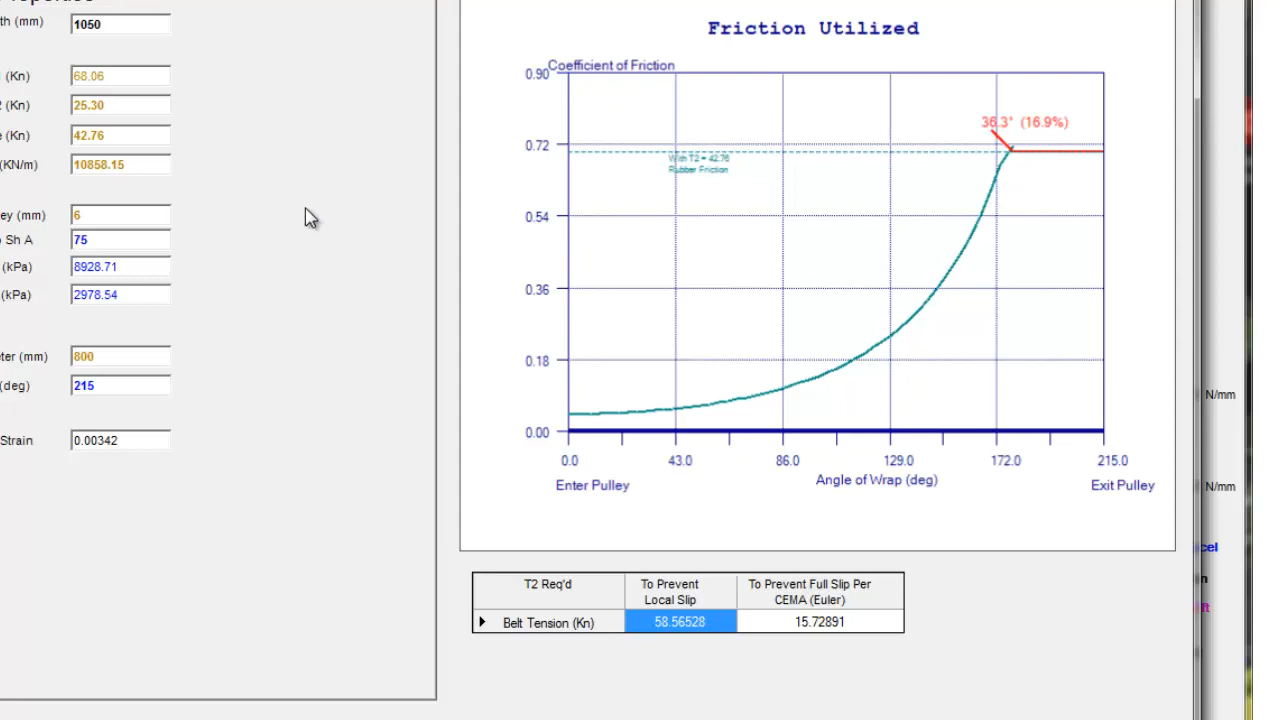 th (mm) 1050
(Kn) 68.06
2 (Kn) 25.30
e (Kn) 42.76
(KN/m) 10858.15
ey (mm) 6
o Sh A 75
(kPa) 8928.71
(kPa) 2978.54
eter (mm) 800
(deg) 215
Strain 0.00342
Friction Utilized
Coefficient of Friction
0.90
36.3° (16.9%)
0.72
With T2 = 42.76
Rubber Friction
0.54
0.36
0.18
0.00
0.0 43.0 86.0 129.0 172.0 215.0
Enter Pulley Angle of Wrap (deg) Exit Pulley
T2 Req'd To Prevent Local Slip To Prevent Full Slip Per CEMA (Euler)
Belt Tension (Kn) 58.56528 15.72891
N/mm
N/mm
cel
n
ft